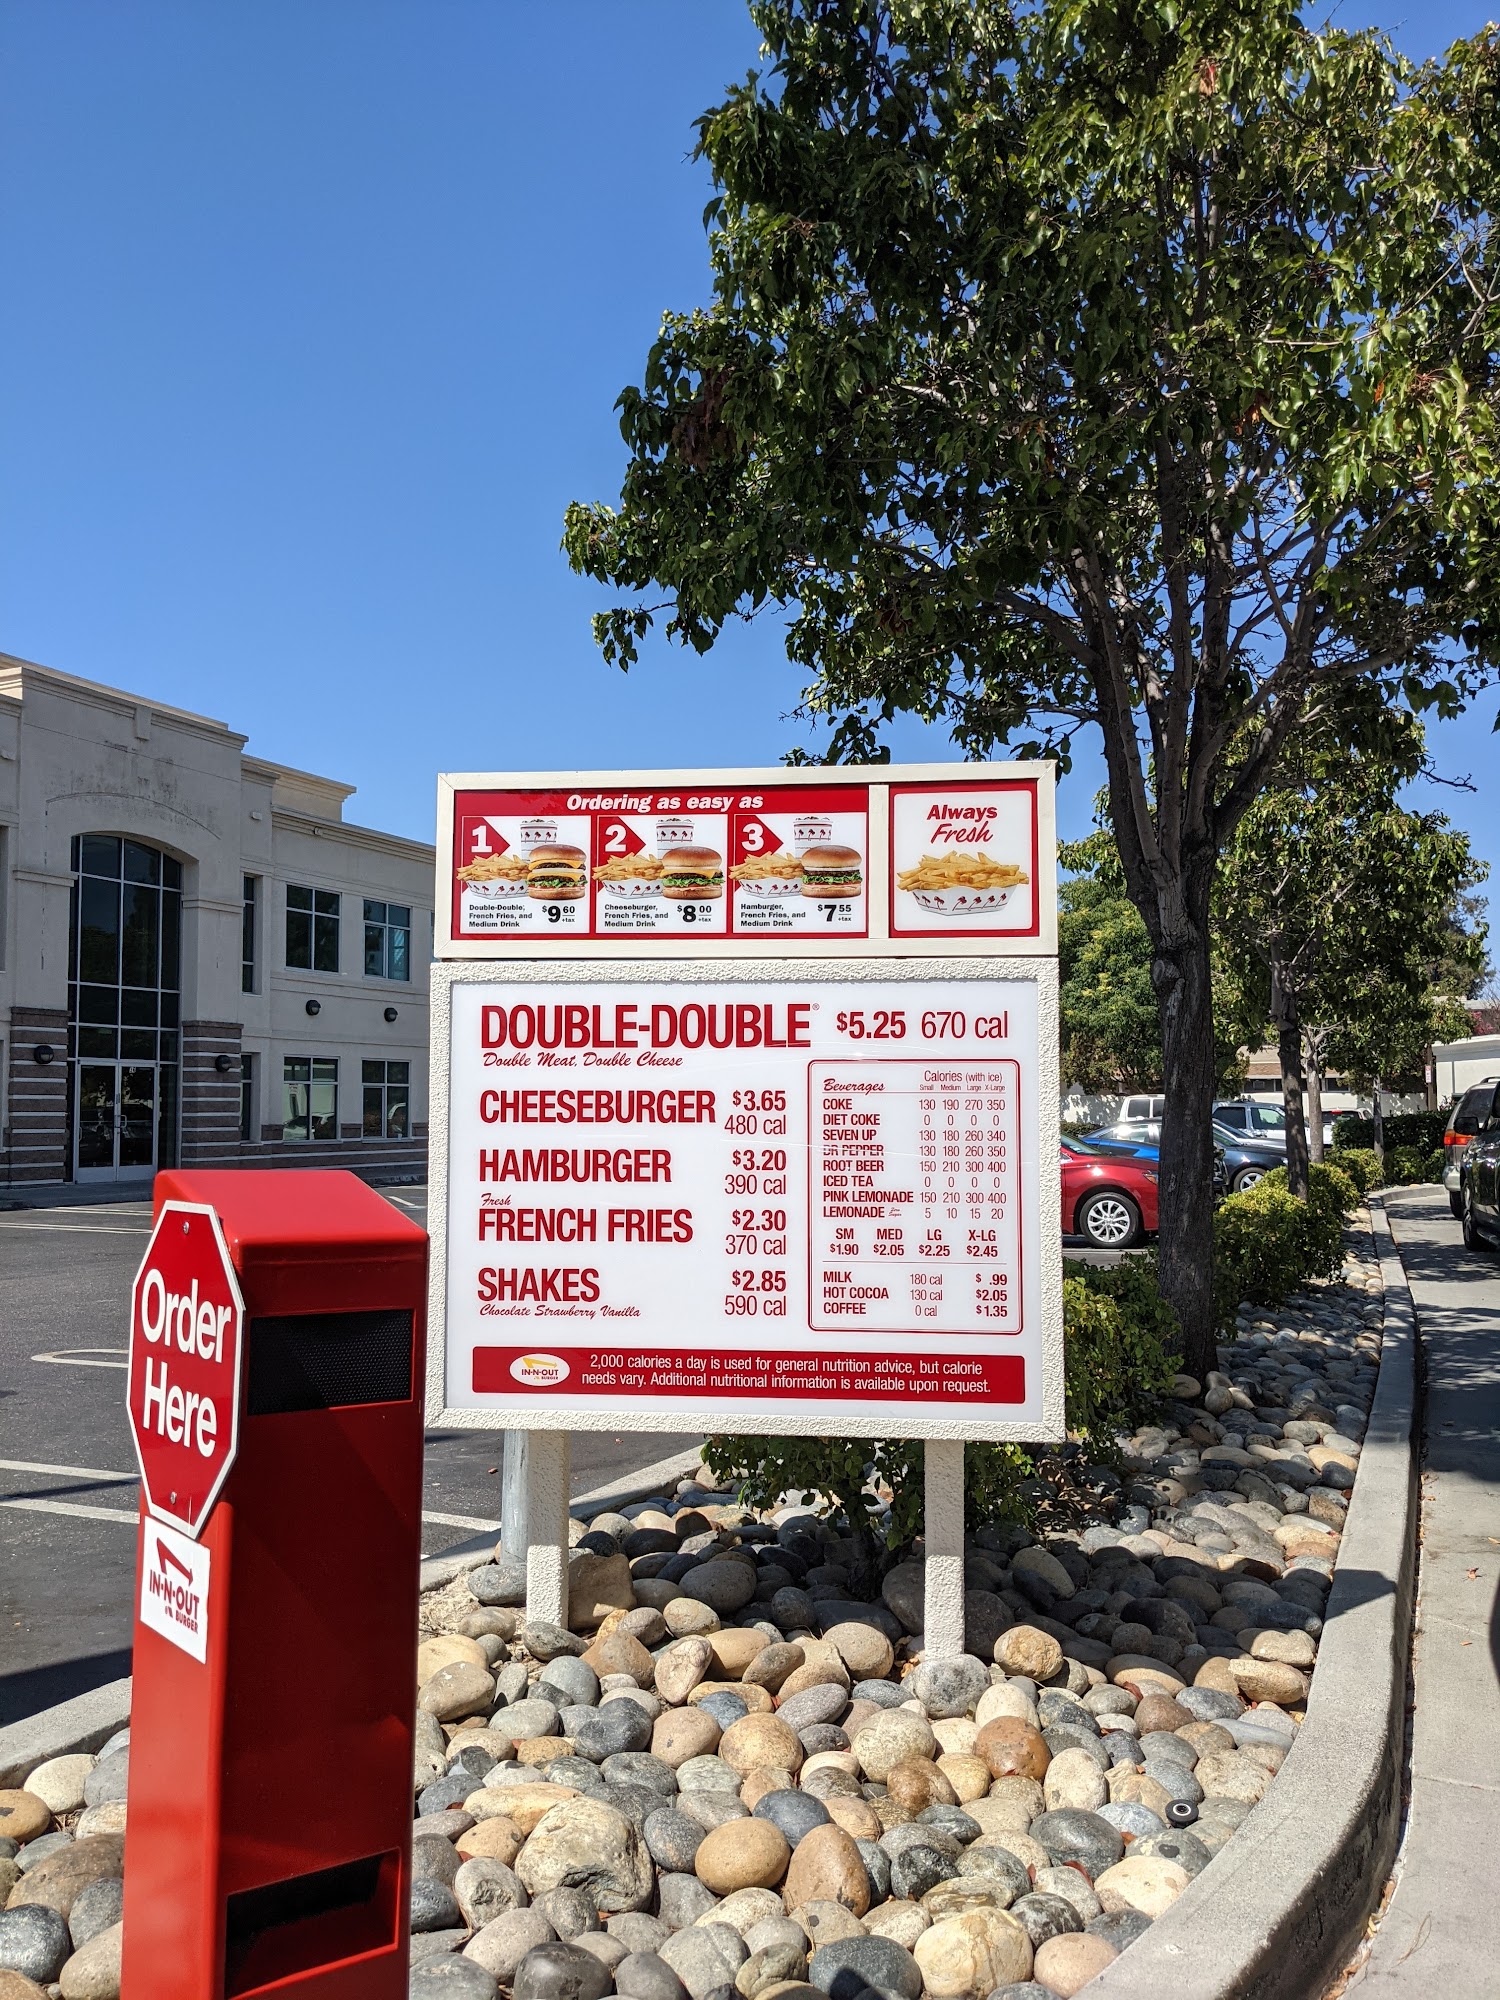 Ordering as easy as
1
Double-Double,
French Fries, and
Medium Drink
$9 60
+tax
2
Cheeseburger,
French Fries, and
Medium Drink
$8 00
+tax
3
Hamburger,
French Fries, and
Medium Drink
$7 55
+tax
Always
Fresh
DOUBLE-DOUBLE® $5.25 670 cal
Double Meat, Double Cheese
CHEESEBURGER $3.65
480 cal
HAMBURGER $3.20
390 cal
Fresh
FRENCH FRIES $2.30
370 cal
SHAKES $2.85
Chocolate Strawberry Vanilla 590 cal
Beverages Calories (with ice)
Small Medium Large X-Large
COKE 130 190 270 350
DIET COKE 0 0 0 0
SEVEN UP 130 180 260 340
DR PEPPER 130 180 260 350
ROOT BEER 150 210 300 400
ICED TEA 0 0 0 0
PINK LEMONADE 150 210 300 400
LEMONADE 5 10 15 20
SM MED LG X-LG
$1.90 $2.05 $2.25 $2.45
MILK 180 cal $ .99
HOT COCOA 130 cal $2.05
COFFEE 0 cal $1.35
IN-N-OUT
BURGER
2,000 calories a day is used for general nutrition advice, but calorie
needs vary. Additional nutritional information is available upon request.
Order
Here
IN-N-OUT
BURGER